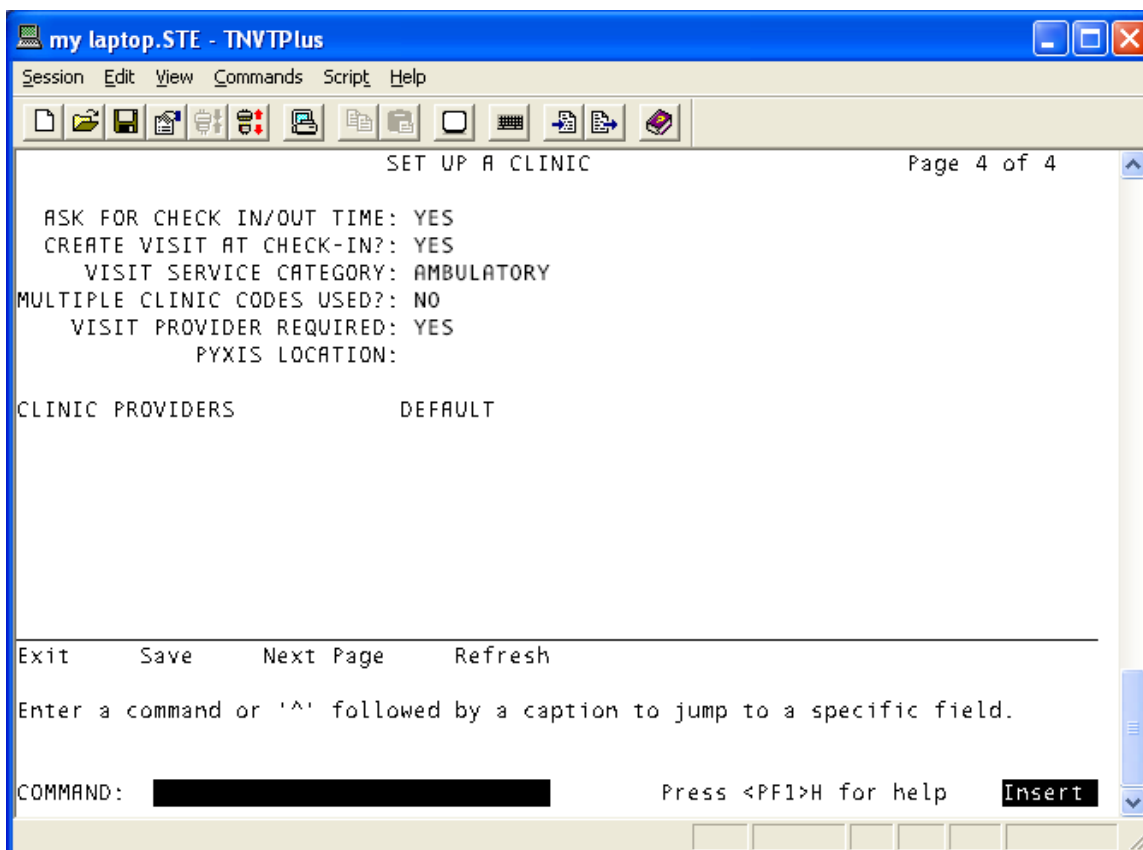 my laptop.STE - TNVTPlus
Session Edit View Commands Script Help
SET UP A CLINIC Page 4 of 4
ASK FOR CHECK IN/OUT TIME: YES
CREATE VISIT AT CHECK-IN?: YES
VISIT SERVICE CATEGORY: AMBULATORY
MULTIPLE CLINIC CODES USED?: NO
VISIT PROVIDER REQUIRED: YES
PYXIS LOCATION:
CLINIC PROVIDERS DEFAULT
Exit Save Next Page Refresh
Enter a command or '^' followed by a caption to jump to a specific field.
COMMAND: Press <PF1>H for help Insert